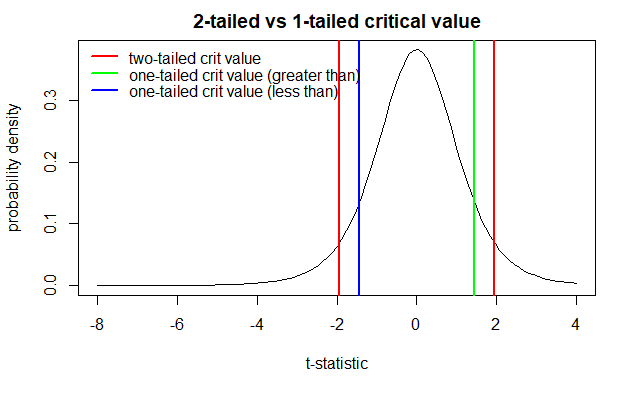 2-tailed vs 1-tailed critical value
two-tailed crit value
one-tailed crit value (greater than)
one-tailed crit value (less than)
probability density
0.3
0.2
0.1
0.0
-8 -6 -4 -2 0 2 4
t-statistic